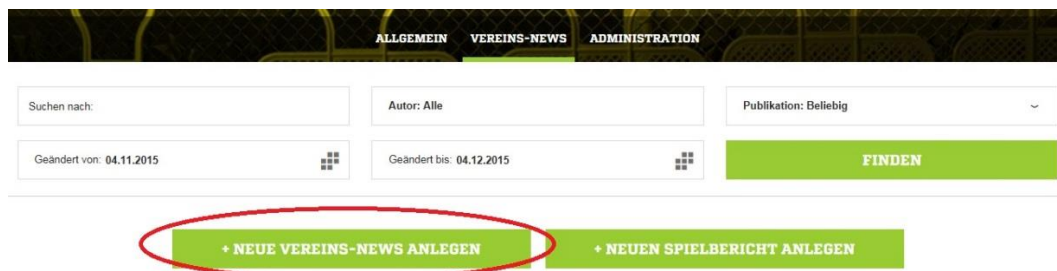 ALLGEMEIN VEREINS-NEWS ADMINISTRATION
Suchen nach: Autor: Alle Publikation: Beliebig
Geändert von: 04.11.2015 Geändert bis: 04.12.2015 FINDEN
+ NEUE VEREINS-NEWS ANLEGEN + NEUEN SPIELBERICHT ANLEGEN